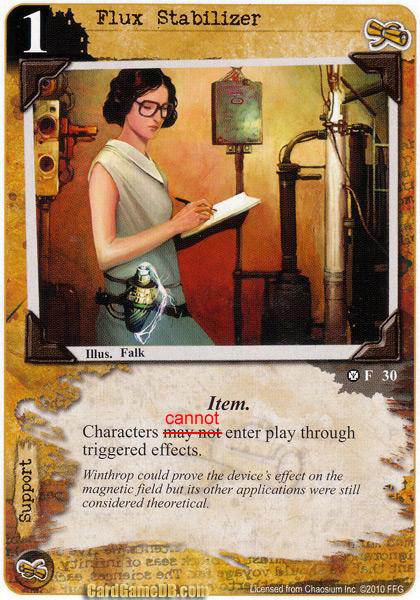 1 Flux Stabilizer
Illus. Falk
F 30
Item.
cannot
Characters may not enter play through
triggered effects.
Winthrop could prove the device's effect on the
magnetic field but its other applications were still
considered theoretical.
Support
CardGameDB.com
Licensed from Chaosium Inc. ©2010 FFG